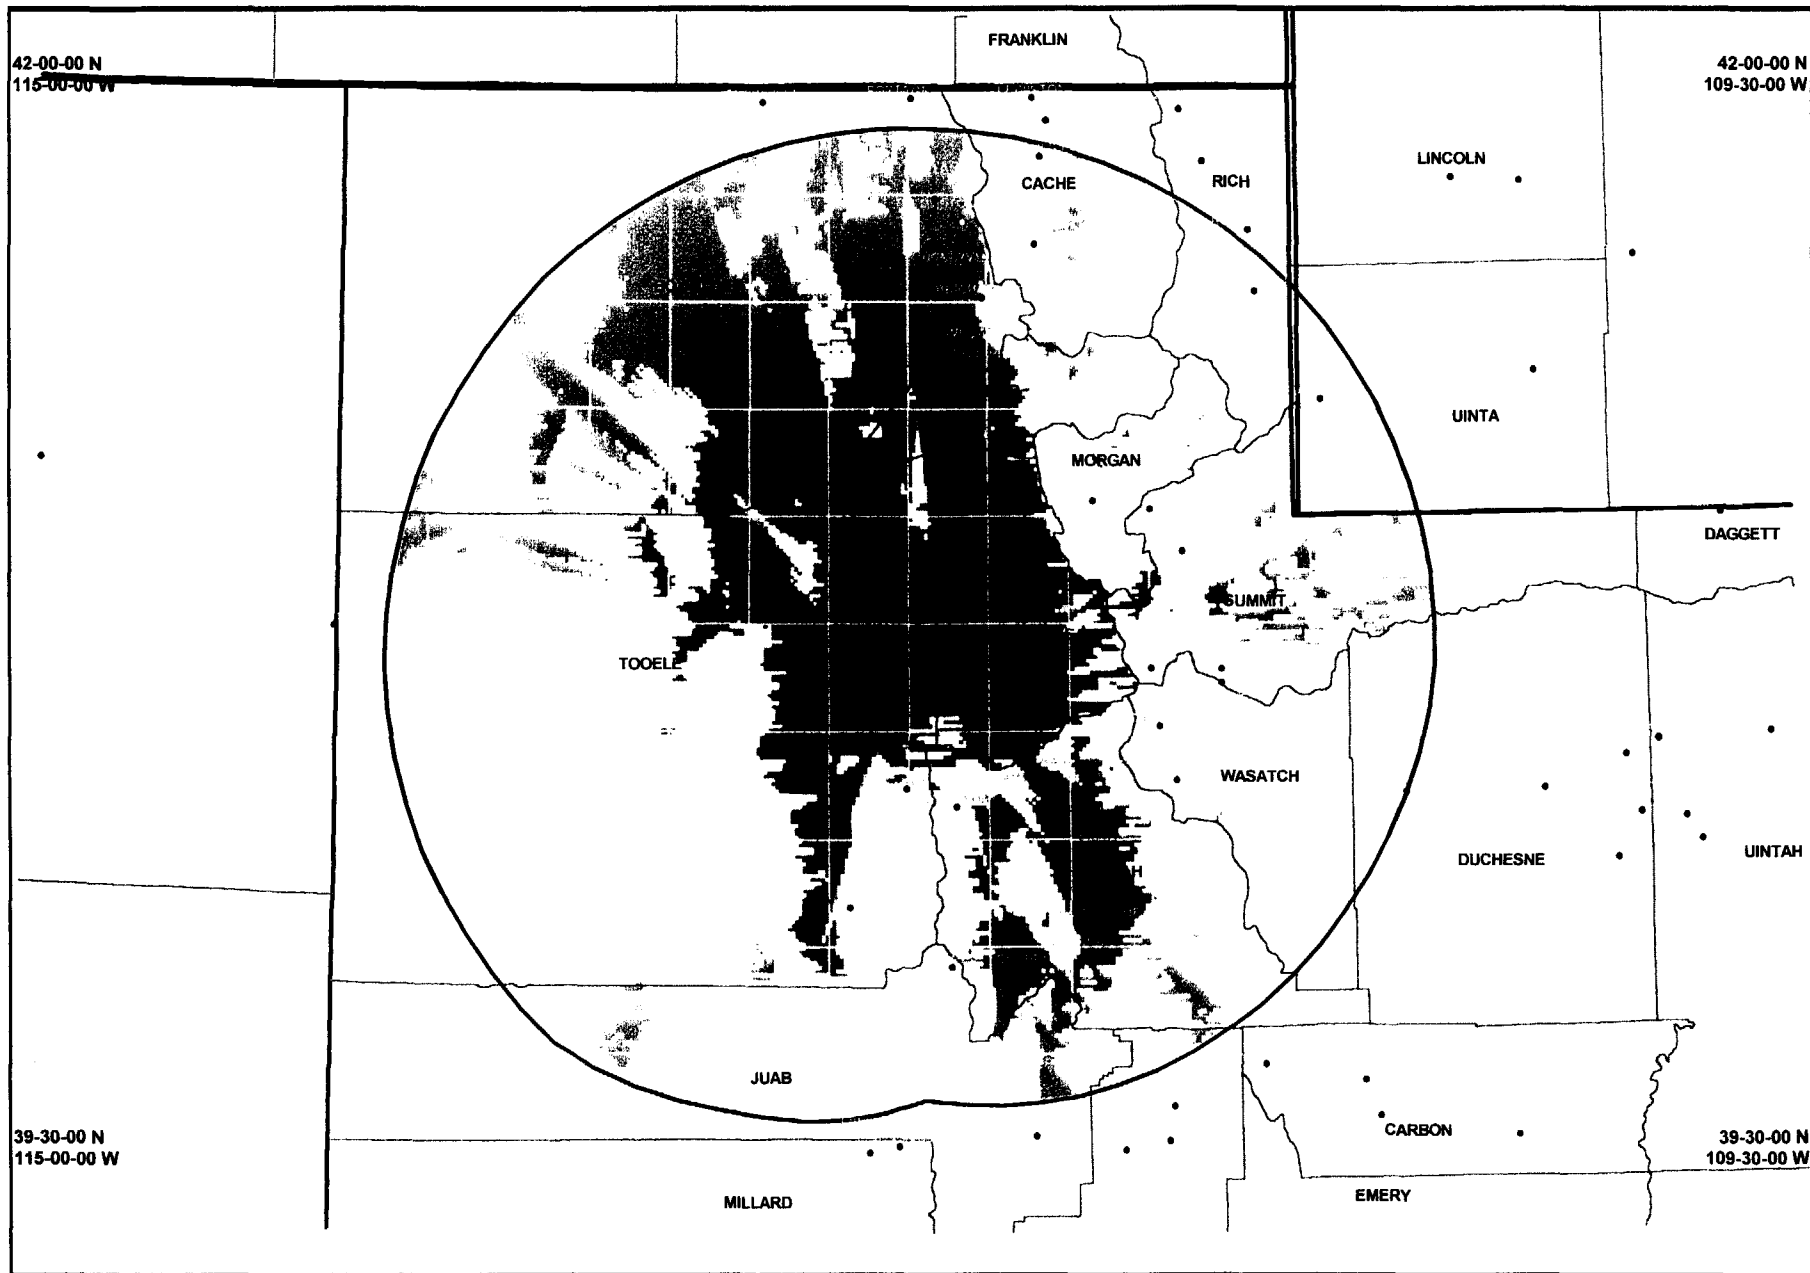 FRANKLIN
42-00-00 N
115-00-00 W
42-00-00 N
109-30-00 W
LINCOLN
CACHE
RICH
UINTA
MORGAN
DAGGETT
SUMMIT
TOOELE
WASATCH
DUCHESNE
UINTAH
H
JUAB
39-30-00 N
115-00-00 W
CARBON
39-30-00 N
109-30-00 W
MILLARD
EMERY